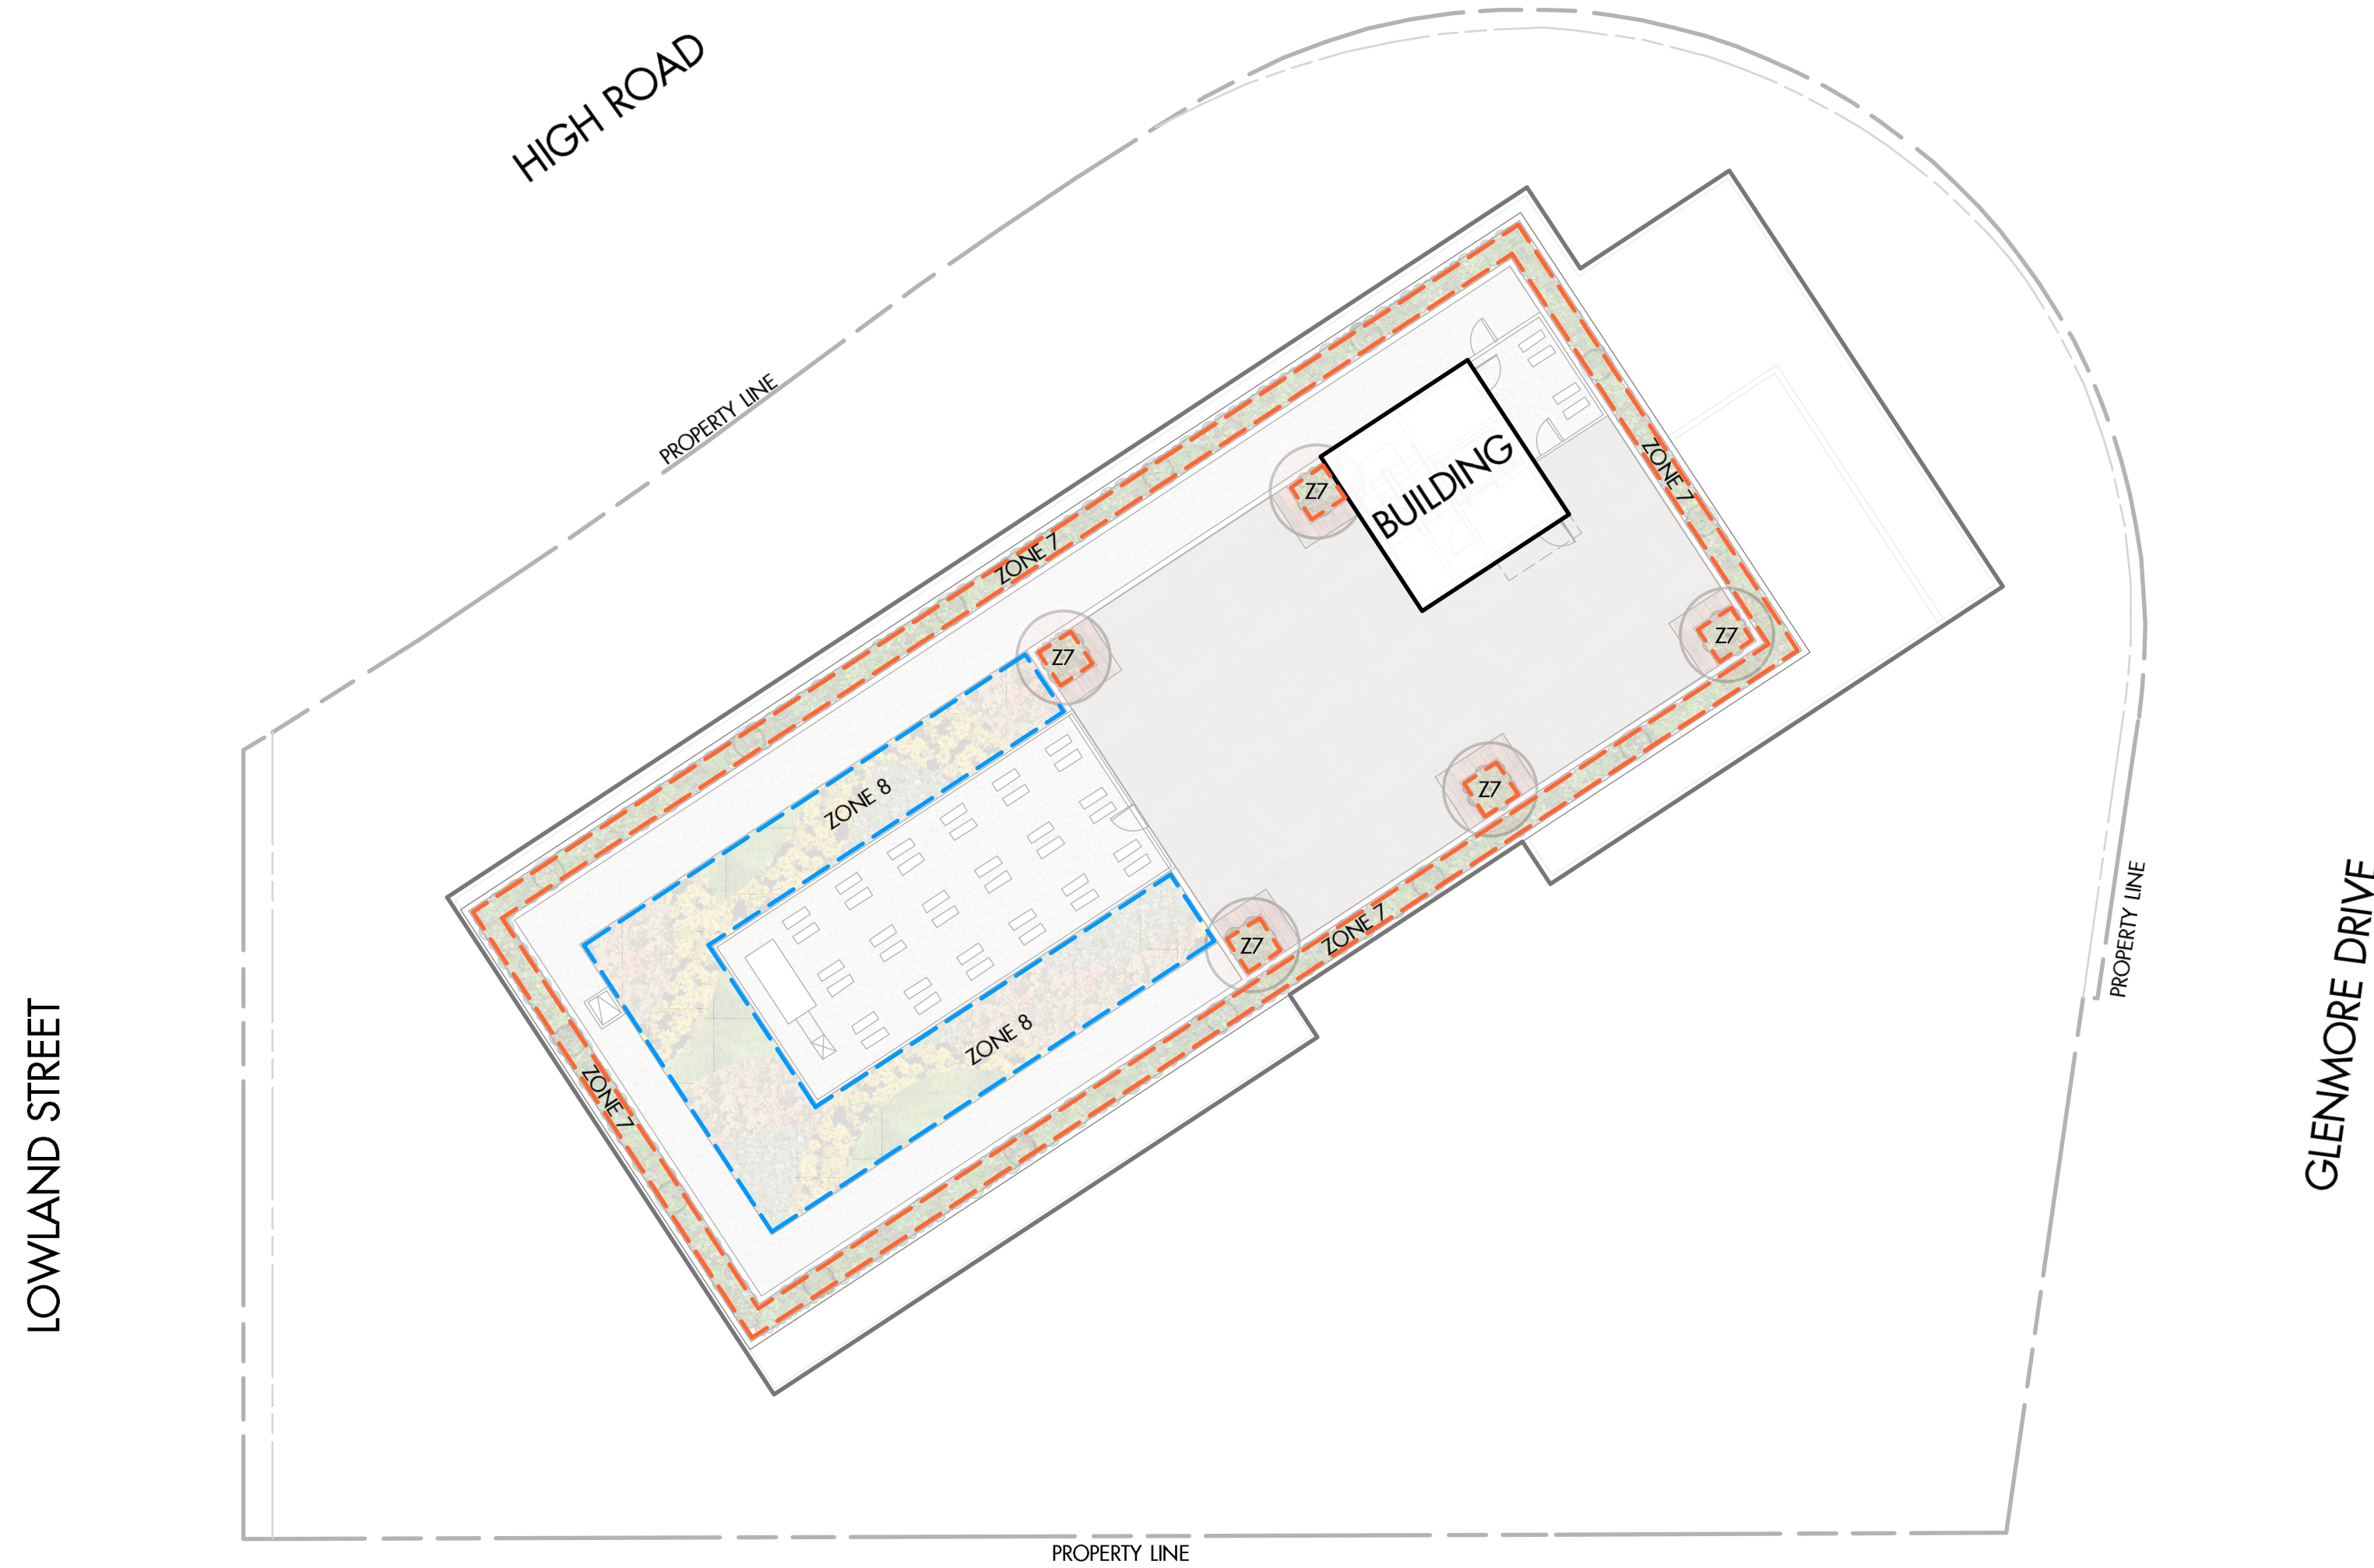 HIGH ROAD
PROPERTY LINE
BUILDING
ZONE 7
Z7
ZONE 7
Z7
Z7
Z7
ZONE 8
Z7
ZONE 7
ZONE 8
ZONE 7
PROPERTY LINE
LOWLAND STREET
GLENMORE DRIVE
PROPERTY LINE